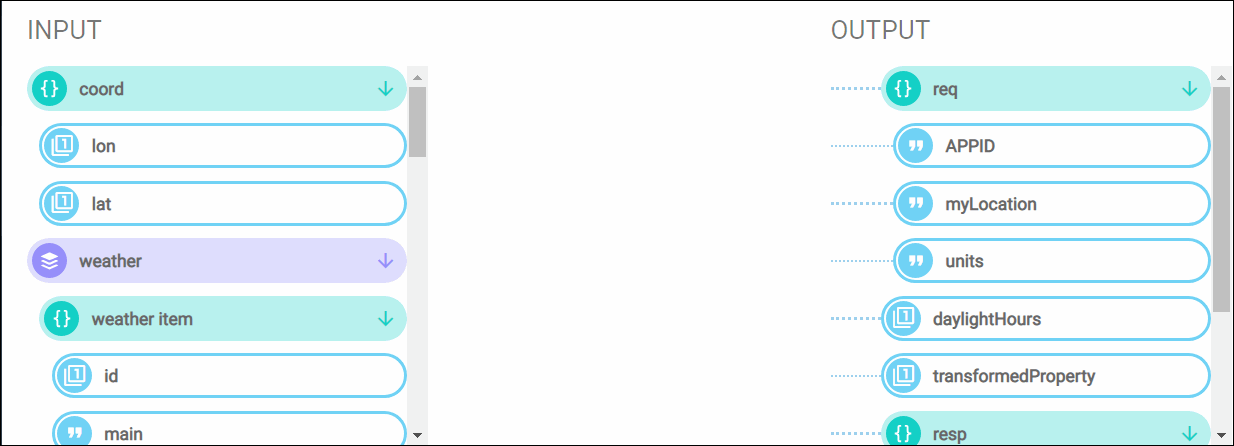 INPUT
coord
lon
lat
weather
weather item
id
main
OUTPUT
req
APPID
myLocation
units
daylightHours
transformedProperty
resp